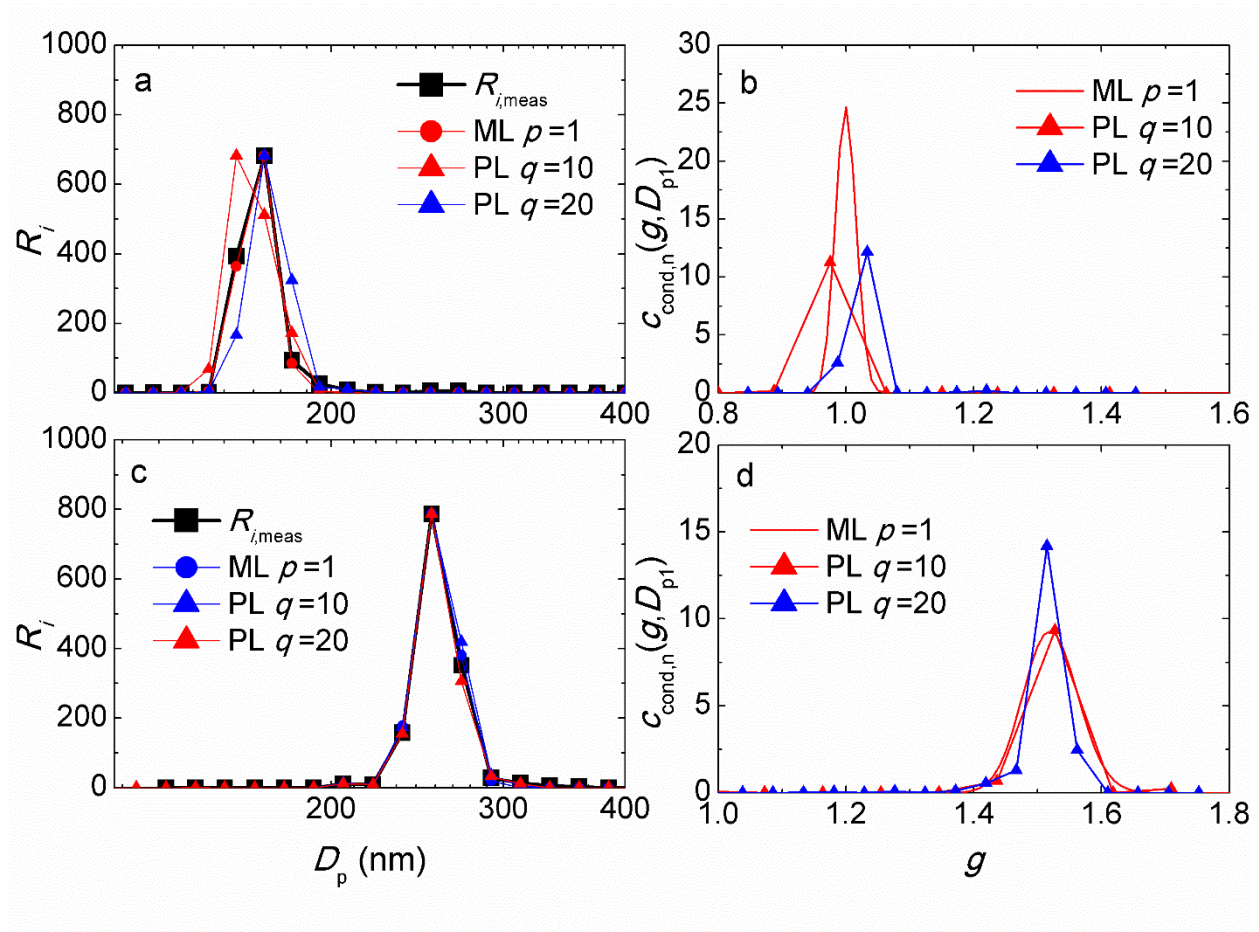 1000
800
600
400
200
0
R_i
a
R_i,meas
ML p=1
PL q=10
PL q=20
200
300
400
30
25
20
15
10
5
0
c_cond,n(g,D_p1)
b
ML p=1
PL q=10
PL q=20
0.8
1.0
1.2
1.4
1.6
1000
800
600
400
200
0
R_i
c
R_i,meas
ML p=1
PL q=10
PL q=20
200
300
400
D_p (nm)
20
15
10
5
0
c_cond,n(g,D_p1)
d
ML p=1
PL q=10
PL q=20
1.0
1.2
1.4
1.6
1.8
g